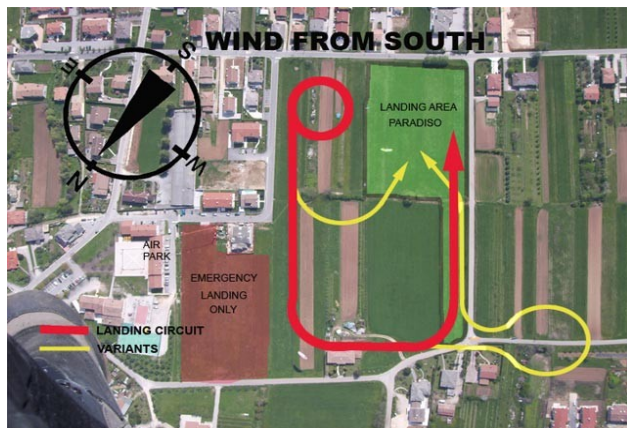 WIND FROM SOUTH
S
E
W
N
LANDING AREA
PARADISO
AIR
PARK
EMERGENCY
LANDING
ONLY
LANDING CIRCUIT
VARIANTS